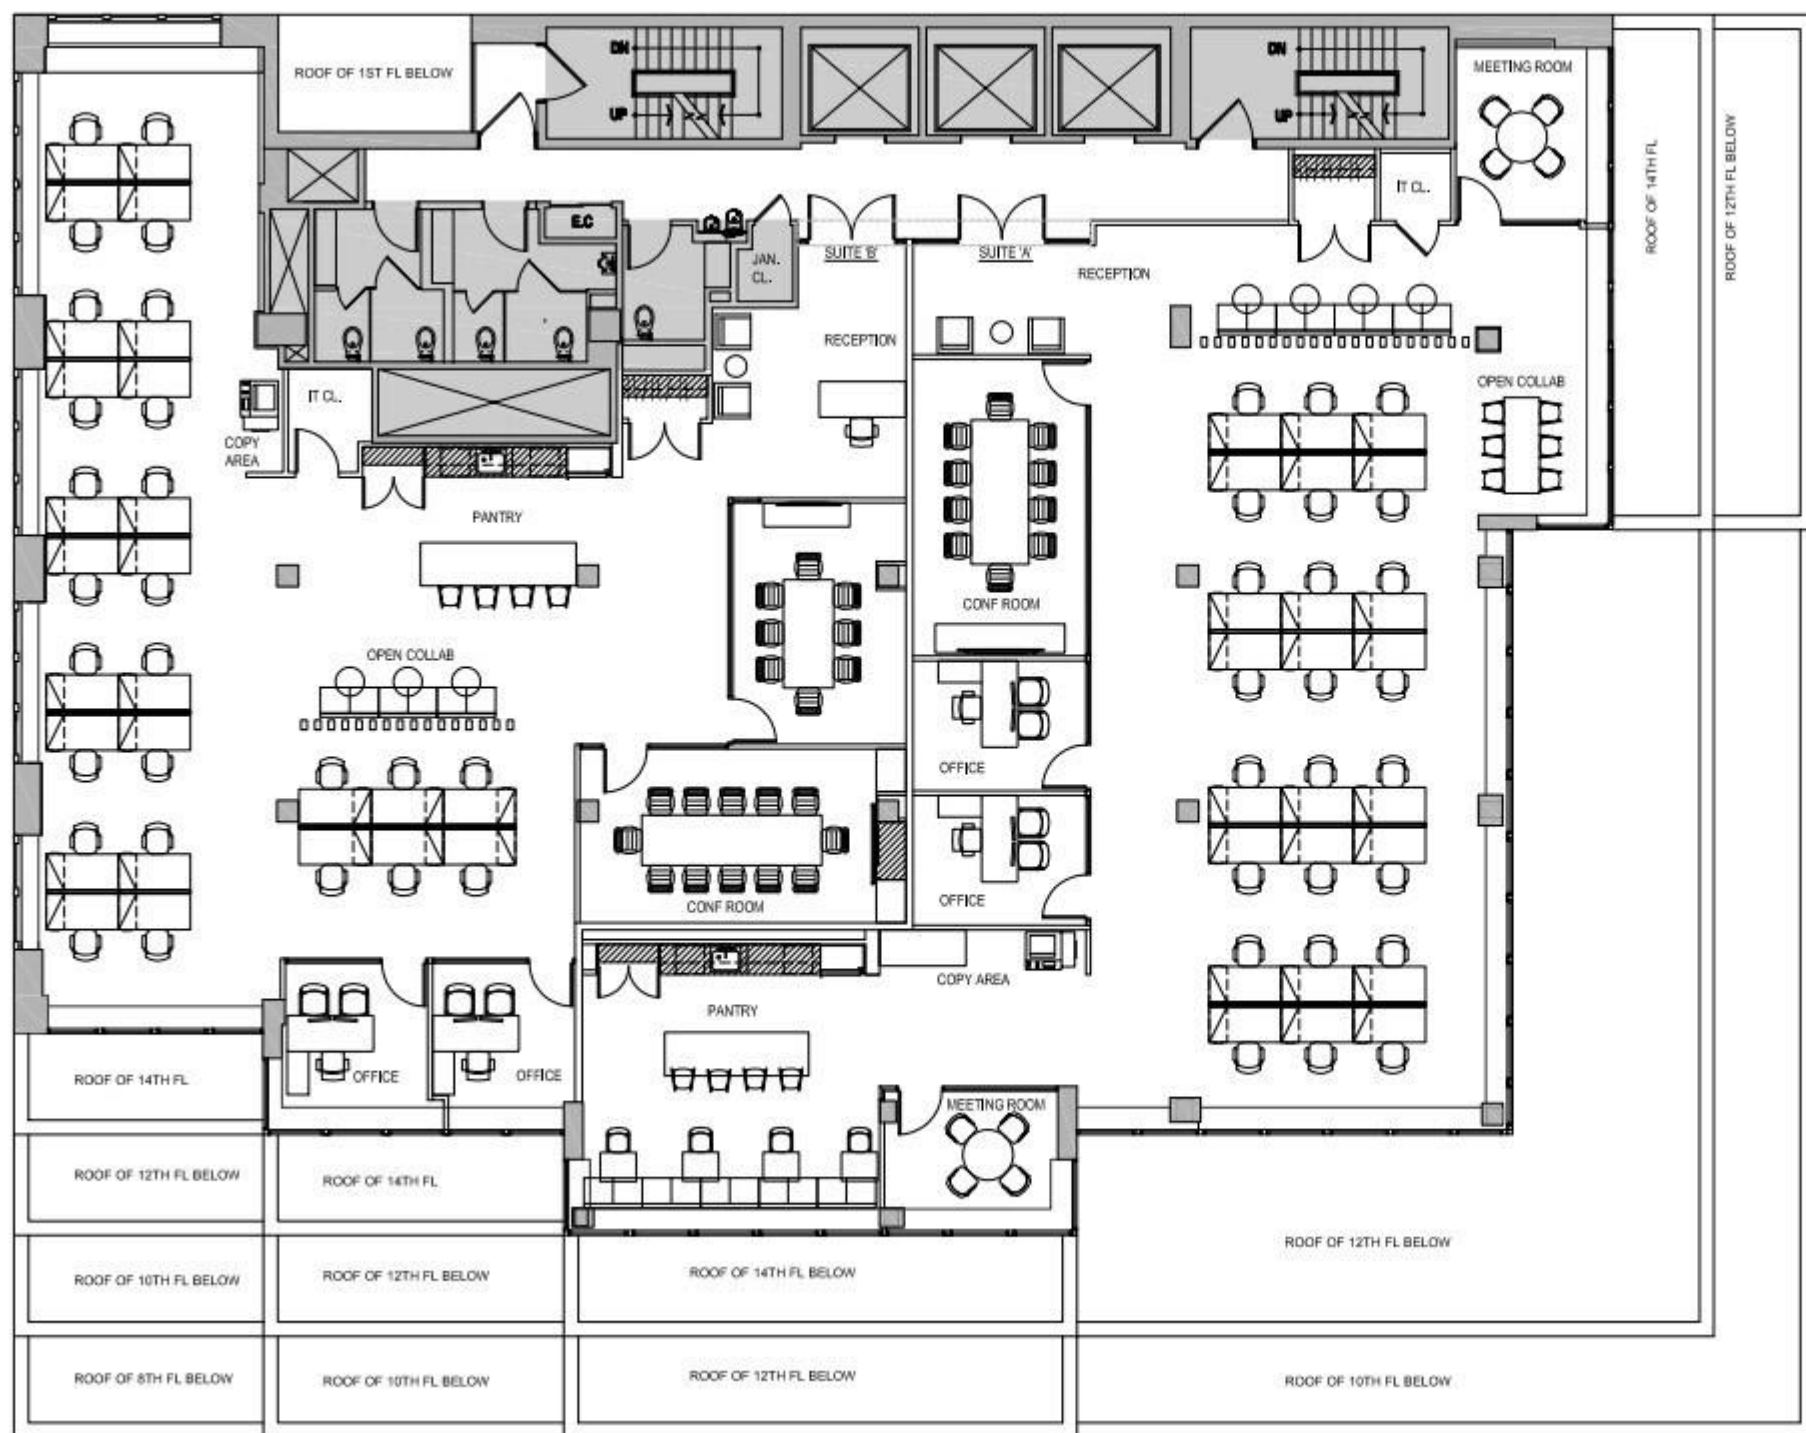 ROOF OF 1ST FL BELOW
DN
UP
DN
UP
MEETING ROOM
IT CL.
ROOF OF 14TH FL
ROOF OF 12TH FL BELOW
E.C
JAN.
CL.
SUITE 'B'
SUITE 'A'
RECEPTION
RECEPTION
OPEN COLLAB
IT CL.
COPY
AREA
PANTRY
CONF ROOM
OPEN COLLAB
OFFICE
OFFICE
CONF ROOM
COPY AREA
PANTRY
OFFICE
OFFICE
MEETING ROOM
ROOF OF 14TH FL
ROOF OF 12TH FL BELOW
ROOF OF 14TH FL
ROOF OF 12TH FL BELOW
ROOF OF 10TH FL BELOW
ROOF OF 12TH FL BELOW
ROOF OF 14TH FL BELOW
ROOF OF 8TH FL BELOW
ROOF OF 10TH FL BELOW
ROOF OF 12TH FL BELOW
ROOF OF 10TH FL BELOW